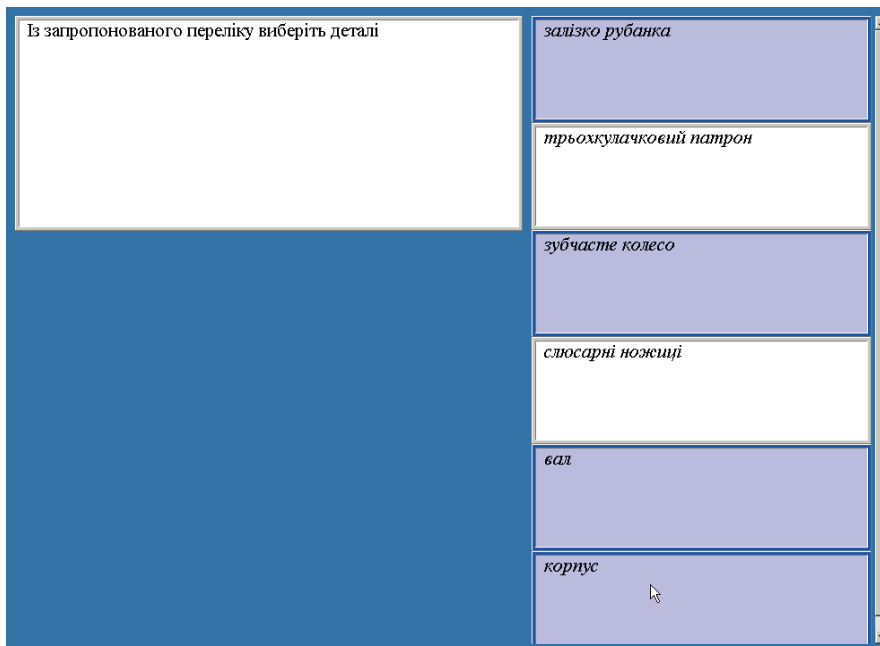 Із запропонованого переліку виберіть деталі
залізко рубанка
трьохкулачковий патрон
зубчасте колесо
слюсарні ножиці
вал
корпус